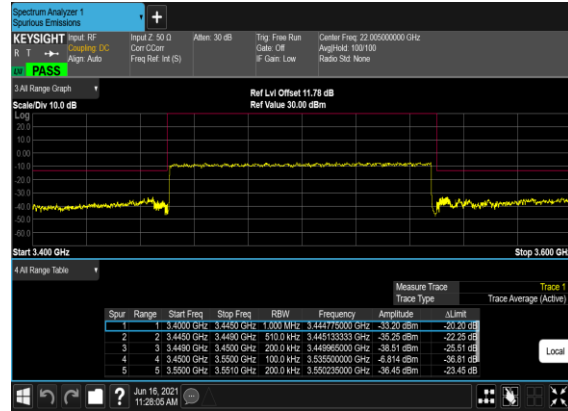 Spectrum Analyzer 1
Spurious Emissions
KEYSIGHT Input: RF Input Z: 50 Ω Atten: 30 dB Trig: Free Run Center Freq: 22.005000000 GHz
R T Coupling: DC Corr CCorr Gate: Off Avg|Hold: 100/100
Align: Auto Freq Ref: Int (S) IF Gain: Low Radio Std: None
PASS
3 All Range Graph
Ref Lvl Offset 11.78 dB
Scale/Div 10.0 dB Ref Value 30.00 dBm
Log
20.0
10.0
0.00
-10.0
-20.0
-30.0
-40.0
-50.0
-60.0
Start 3.400 GHz Stop 3.600 GH
4 All Range Table
Measure Trace Trace 1
Trace Type Trace Average (Active)
Spur Range Start Freq Stop Freq RBW Frequency Amplitude ΔLimit
1 1 3.4000 GHz 3.4450 GHz 1.000 MHz 3.444775000 GHz -33.20 dBm -20.20 dB
2 2 3.4450 GHz 3.4490 GHz 510.0 kHz 3.445133333 GHz -35.25 dBm -22.25 dB
3 3 3.4490 GHz 3.4500 GHz 200.0 kHz 3.449965000 GHz -38.51 dBm -25.51 dB
4 4 3.4500 GHz 3.5500 GHz 100.0 kHz 3.535500000 GHz -6.814 dBm -36.81 dB
5 5 3.5500 GHz 3.5510 GHz 200.0 kHz 3.550235000 GHz -36.45 dBm -23.45 dB
Local
?
Jun 16, 2021
11:28:05 AM